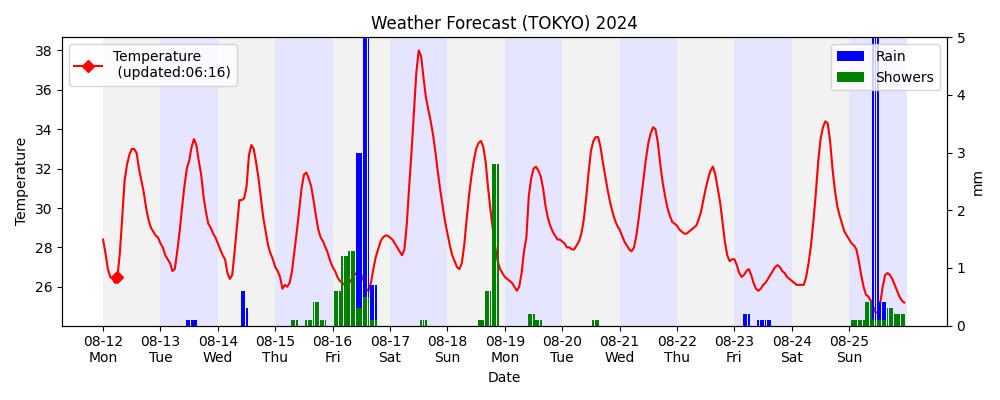 Weather Forecast (TOKYO) 2024
Temperature
(updated:06:16)
Rain
Showers
38
36
34
32
30
28
26
Temperature
5
4
3
2
1
0
mm
08-12 08-13 08-14 08-15 08-16 08-17 08-18 08-19 08-20 08-21 08-22 08-23 08-24 08-25
Mon Tue Wed Thu Fri Sat Sun Mon Tue Wed Thu Fri Sat Sun
Date